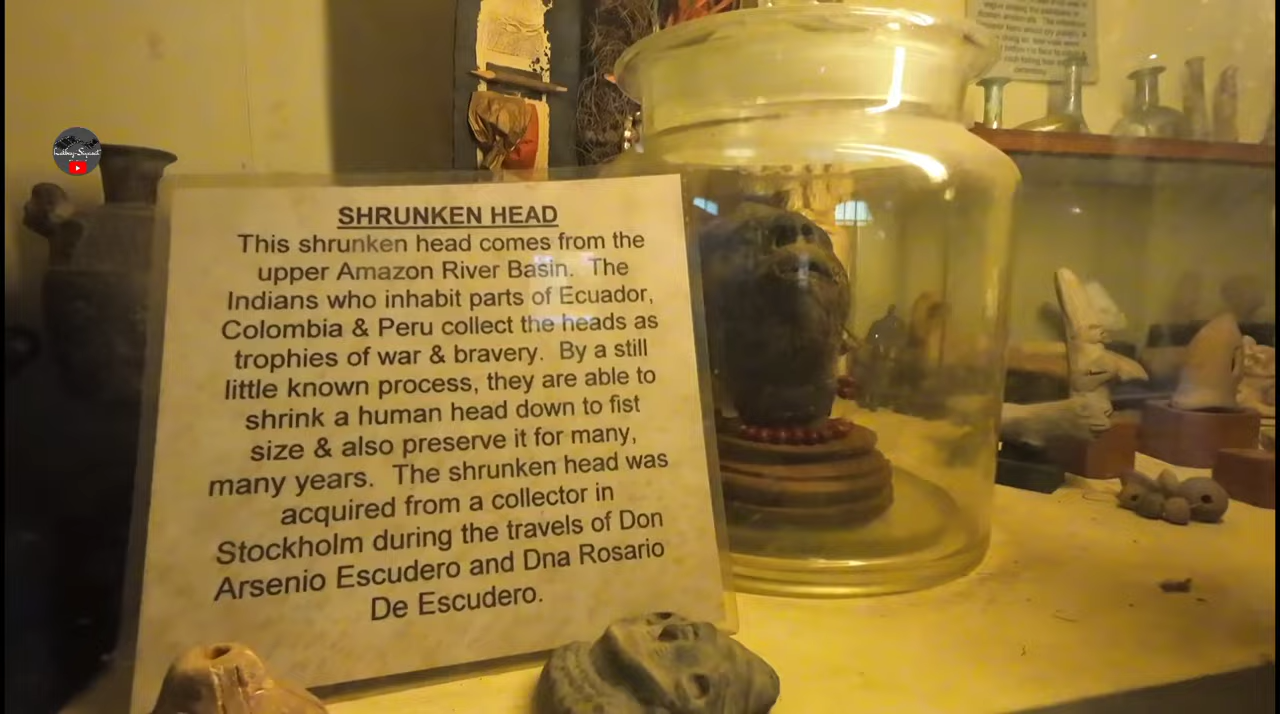 SHRUNKEN HEAD
This shrunken head comes from the
upper Amazon River Basin. The
Indians who inhabit parts of Ecuador,
Colombia & Peru collect the heads as
trophies of war & bravery. By a still
little known process, they are able to
shrink a human head down to fist
size & also preserve it for many,
many years. The shrunken head was
acquired from a collector in
Stockholm during the travels of Don
Arsenio Escudero and Dna Rosario
De Escudero.